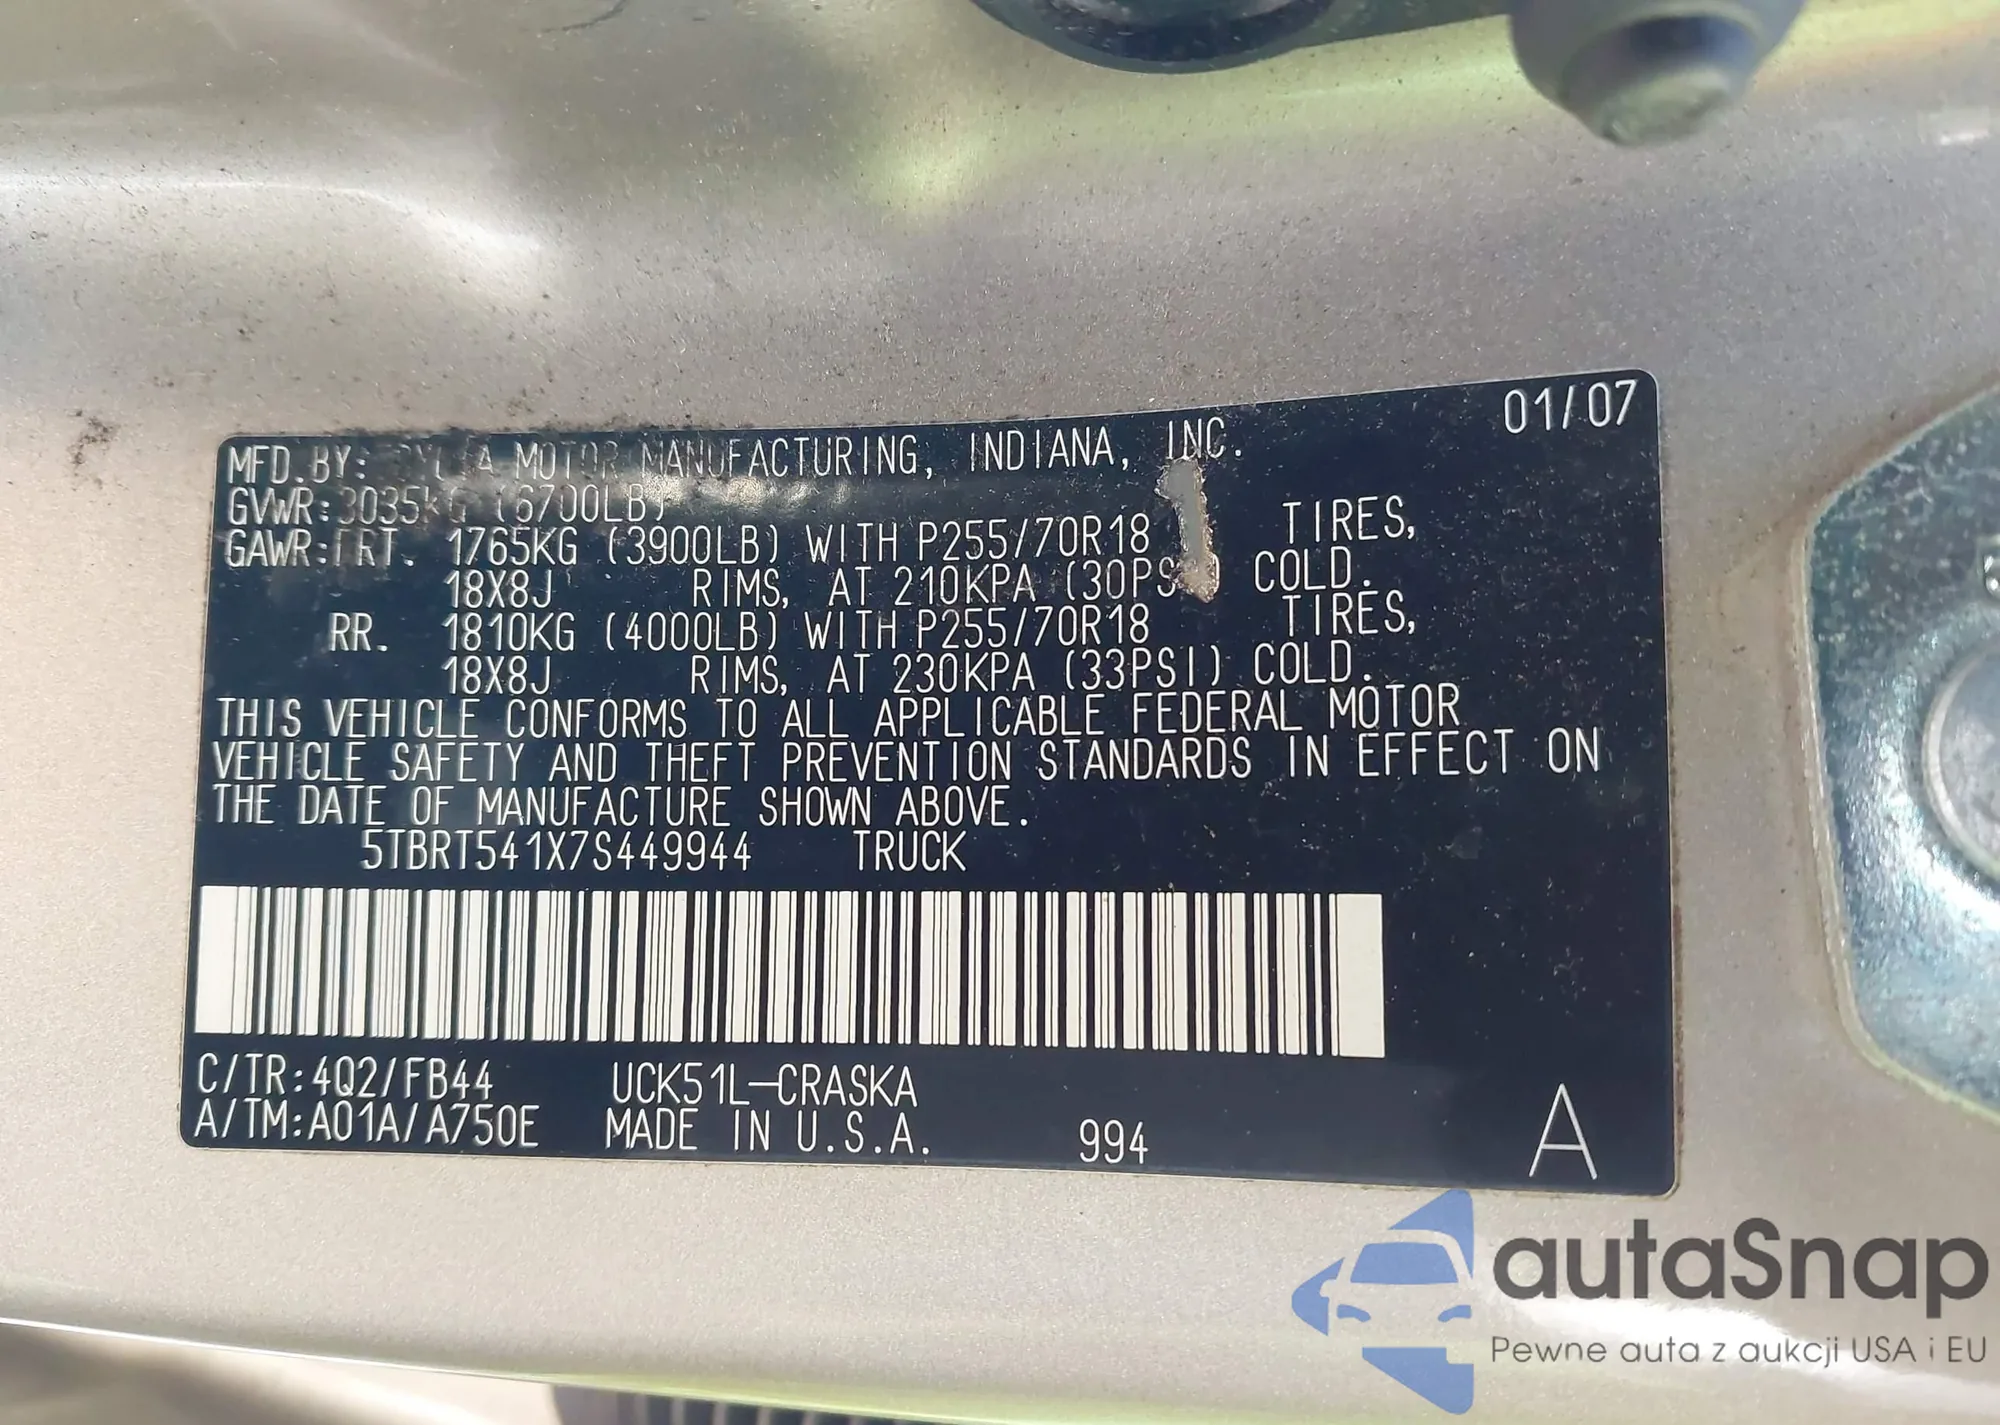 01/07
MFD.BY: TOYOTA MOTOR MANUFACTURING, INDIANA, INC.
GVWR:3035KG (6700LB)
GAWR:FRT. 1765KG (3900LB) WITH P255/70R18 TIRES,
18X8J RIMS, AT 210KPA (30PSI) COLD.
RR. 1810KG (4000LB) WITH P255/70R18 TIRES,
18X8J RIMS, AT 230KPA (33PSI) COLD.
THIS VEHICLE CONFORMS TO ALL APPLICABLE FEDERAL MOTOR
VEHICLE SAFETY AND THEFT PREVENTION STANDARDS IN EFFECT ON
THE DATE OF MANUFACTURE SHOWN ABOVE.
5TBRT541X7S449944 TRUCK
C/TR:4Q2/FB44 UCK51L-CRASKA
A/TM:A01A/A750E MADE IN U.S.A. 994 A
autaSnap
Pewne auta z aukcji USA i EU